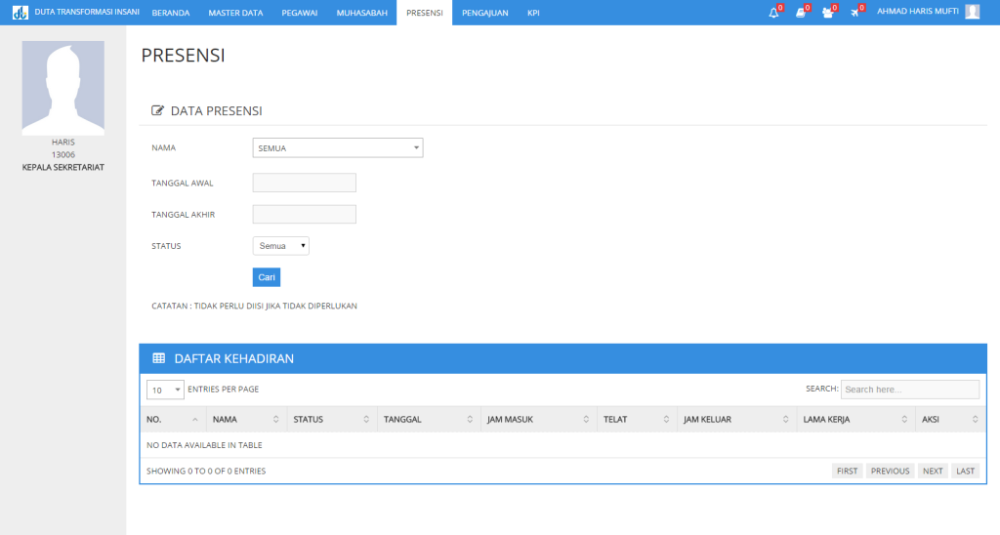 DUTA TRANSFORMASI INSANI BERANDA MASTER DATA PEGAWAI MUHASABAH PRESENSI PENGAJUAN KPI 0 0 0 0 AHMAD HARIS MUFTI
HARIS
13006
KEPALA SEKRETARIAT
PRESENSI
DATA PRESENSI
NAMA SEMUA
TANGGAL AWAL
TANGGAL AKHIR
STATUS Semua
Cari
CATATAN : TIDAK PERLU DIISI JIKA TIDAK DIPERLUKAN
DAFTAR KEHADIRAN
10 ENTRIES PER PAGE SEARCH: Search here...
NO. NAMA STATUS TANGGAL JAM MASUK TELAT JAM KELUAR LAMA KERJA AKSI
NO DATA AVAILABLE IN TABLE
SHOWING 0 TO 0 OF 0 ENTRIES FIRST PREVIOUS NEXT LAST